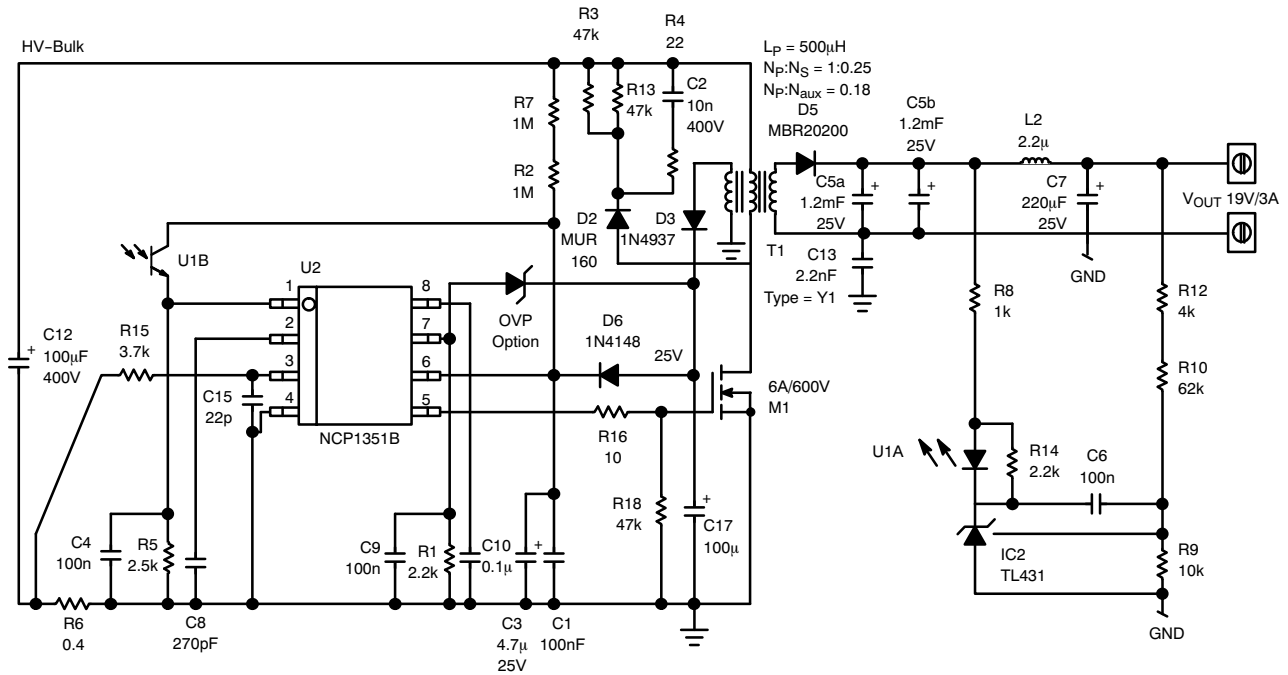 HV–Bulk
R3
47k
R4
22
C2
10n
400V
R13
47k
R7
1M
R2
1M
LP = 500μH
NP:NS = 1:0.25
NP:Naux = 0.18
D5
MBR20200
C5b
1.2mF
25V
L2
2.2μ
C5a
1.2mF
25V
C7
220μF
25V
VOUT 19V/3A
GND
D2
MUR
160
1N4937
D3
T1
C13
2.2nF
Type = Y1
U1B
U2
1
2
3
4
8
7
6
5
NCP1351B
OVP
Option
D6
1N4148
25V
6A/600V
M1
R16
10
R18
47k
C17
100μ
R8
1k
R12
4k
R10
62k
U1A
R14
2.2k
C6
100n
IC2
TL431
R9
10k
GND
C12
100μF
400V
R15
3.7k
C15
22p
C4
100n
R5
2.5k
C9
100n
R1
2.2k
C10
0.1μ
R6
0.4
C8
270pF
C3
4.7μ
25V
C1
100nF